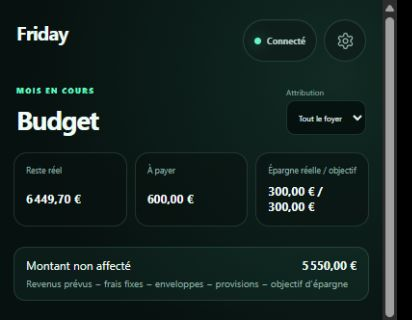 Friday
Connecté
MOIS EN COURS
Budget
Attribution
Tout le foyer
Reste réel
6 449,70 €
À payer
600,00 €
Épargne réelle / objectif
300,00 € /
300,00 €
Montant non affecté
5 550,00 €
Revenus prévus − frais fixes − enveloppes − provisions − objectif d'épargne